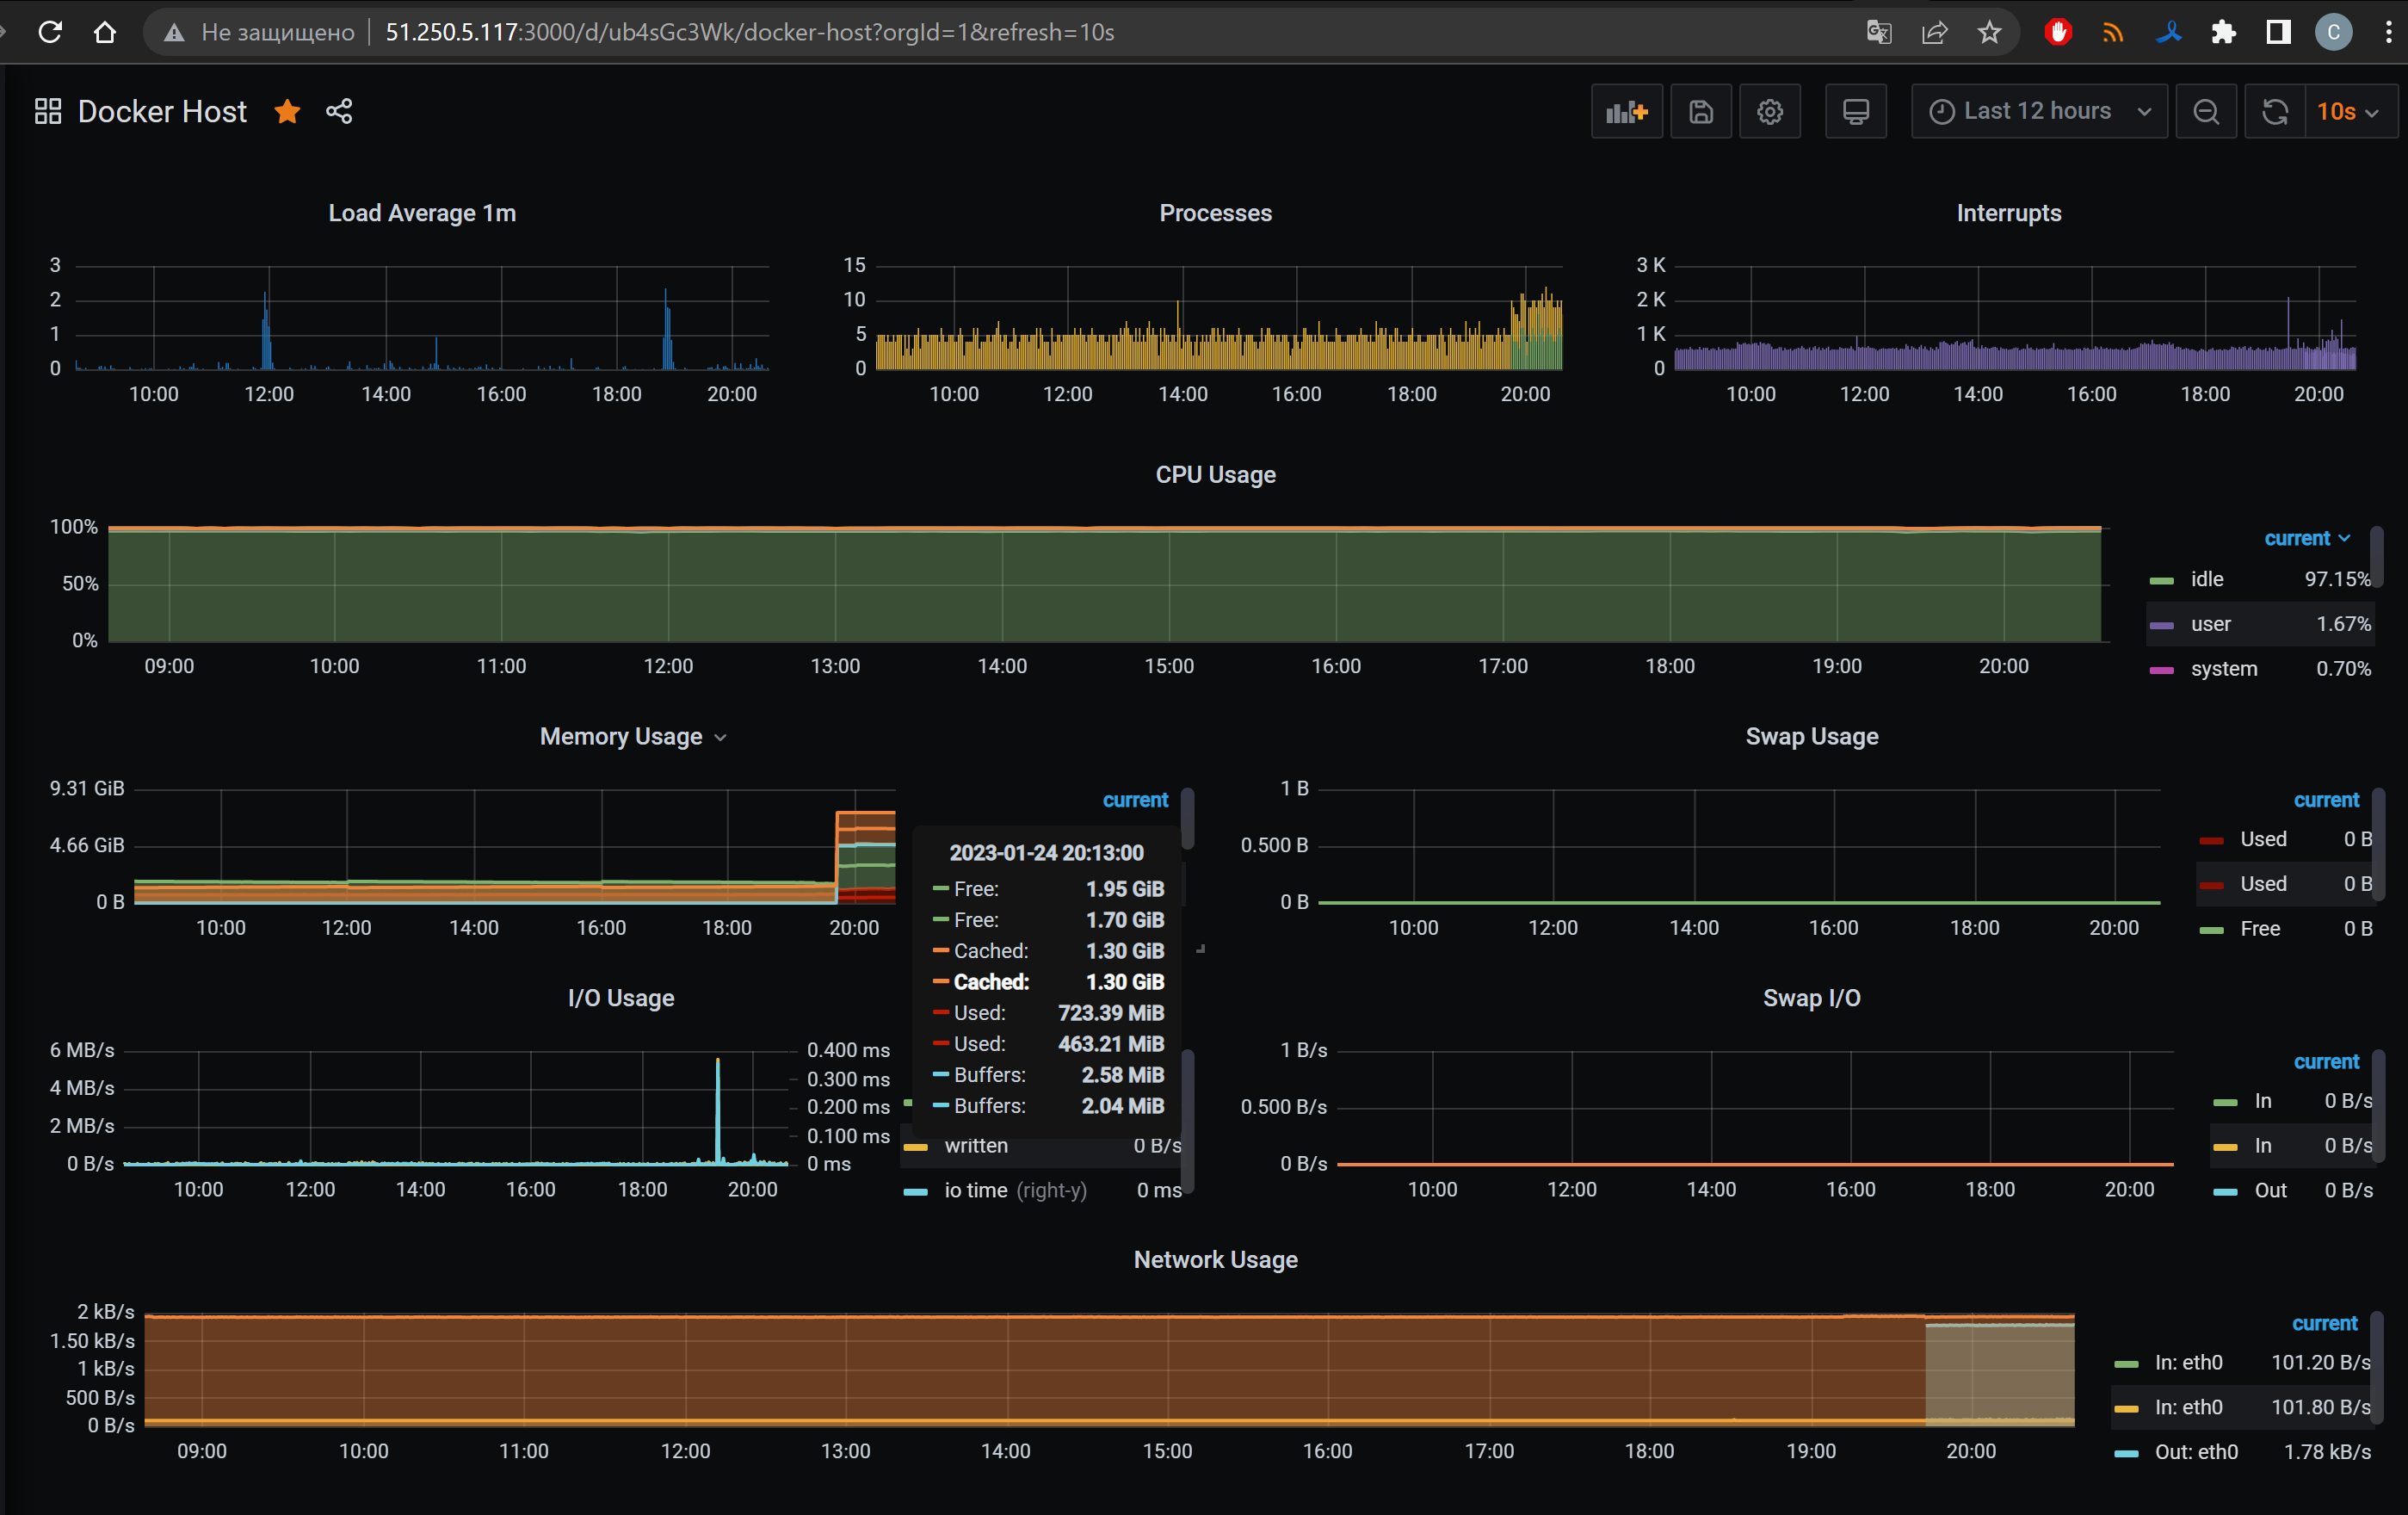 Не защищено 51.250.5.117:3000/d/ub4sGc3Wk/docker-host?orgId=1&refresh=10s C
Docker Host Last 12 hours 10s
Load Average 1m
3
2
1
0
10:00 12:00 14:00 16:00 18:00 20:00
Processes
15
10
5
0
10:00 12:00 14:00 16:00 18:00 20:00
Interrupts
3 K
2 K
1 K
0
10:00 12:00 14:00 16:00 18:00 20:00
CPU Usage
100%
50%
0%
09:00 10:00 11:00 12:00 13:00 14:00 15:00 16:00 17:00 18:00 19:00 20:00
current
idle 97.15%
user 1.67%
system 0.70%
Memory Usage
9.31 GiB
4.66 GiB
0 B
10:00 12:00 14:00 16:00 18:00 20:00
current
2023-01-24 20:13:00
Free: 1.95 GiB
Free: 1.70 GiB
Cached: 1.30 GiB
Cached: 1.30 GiB
Used: 723.39 MiB
Used: 463.21 MiB
Buffers: 2.58 MiB
Buffers: 2.04 MiB
Swap Usage
1 B
0.500 B
0 B
10:00 12:00 14:00 16:00 18:00 20:00
current
Used 0 B
Used 0 B
Free 0 B
I/O Usage
6 MB/s
4 MB/s
2 MB/s
0 B/s
0.400 ms
0.300 ms
0.200 ms
0.100 ms
0 ms
10:00 12:00 14:00 16:00 18:00 20:00
written 0 B/s
io time (right-y) 0 ms
Swap I/O
1 B/s
0.500 B/s
0 B/s
10:00 12:00 14:00 16:00 18:00 20:00
current
In 0 B/s
In 0 B/s
Out 0 B/s
Network Usage
2 kB/s
1.50 kB/s
1 kB/s
500 B/s
0 B/s
09:00 10:00 11:00 12:00 13:00 14:00 15:00 16:00 17:00 18:00 19:00 20:00
current
In: eth0 101.20 B/s
In: eth0 101.80 B/s
Out: eth0 1.78 kB/s